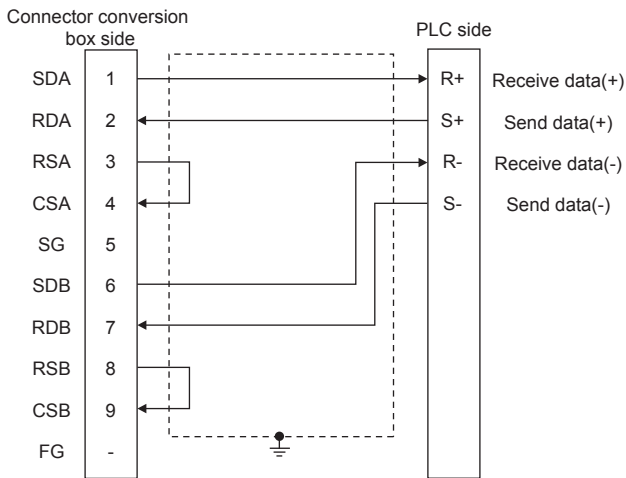 Connector conversion
box side
PLC side
SDA 1 R+ Receive data(+)
RDA 2 S+ Send data(+)
RSA 3 R- Receive data(-)
CSA 4 S- Send data(-)
SG 5
SDB 6
RDB 7
RSB 8
CSB 9
FG -